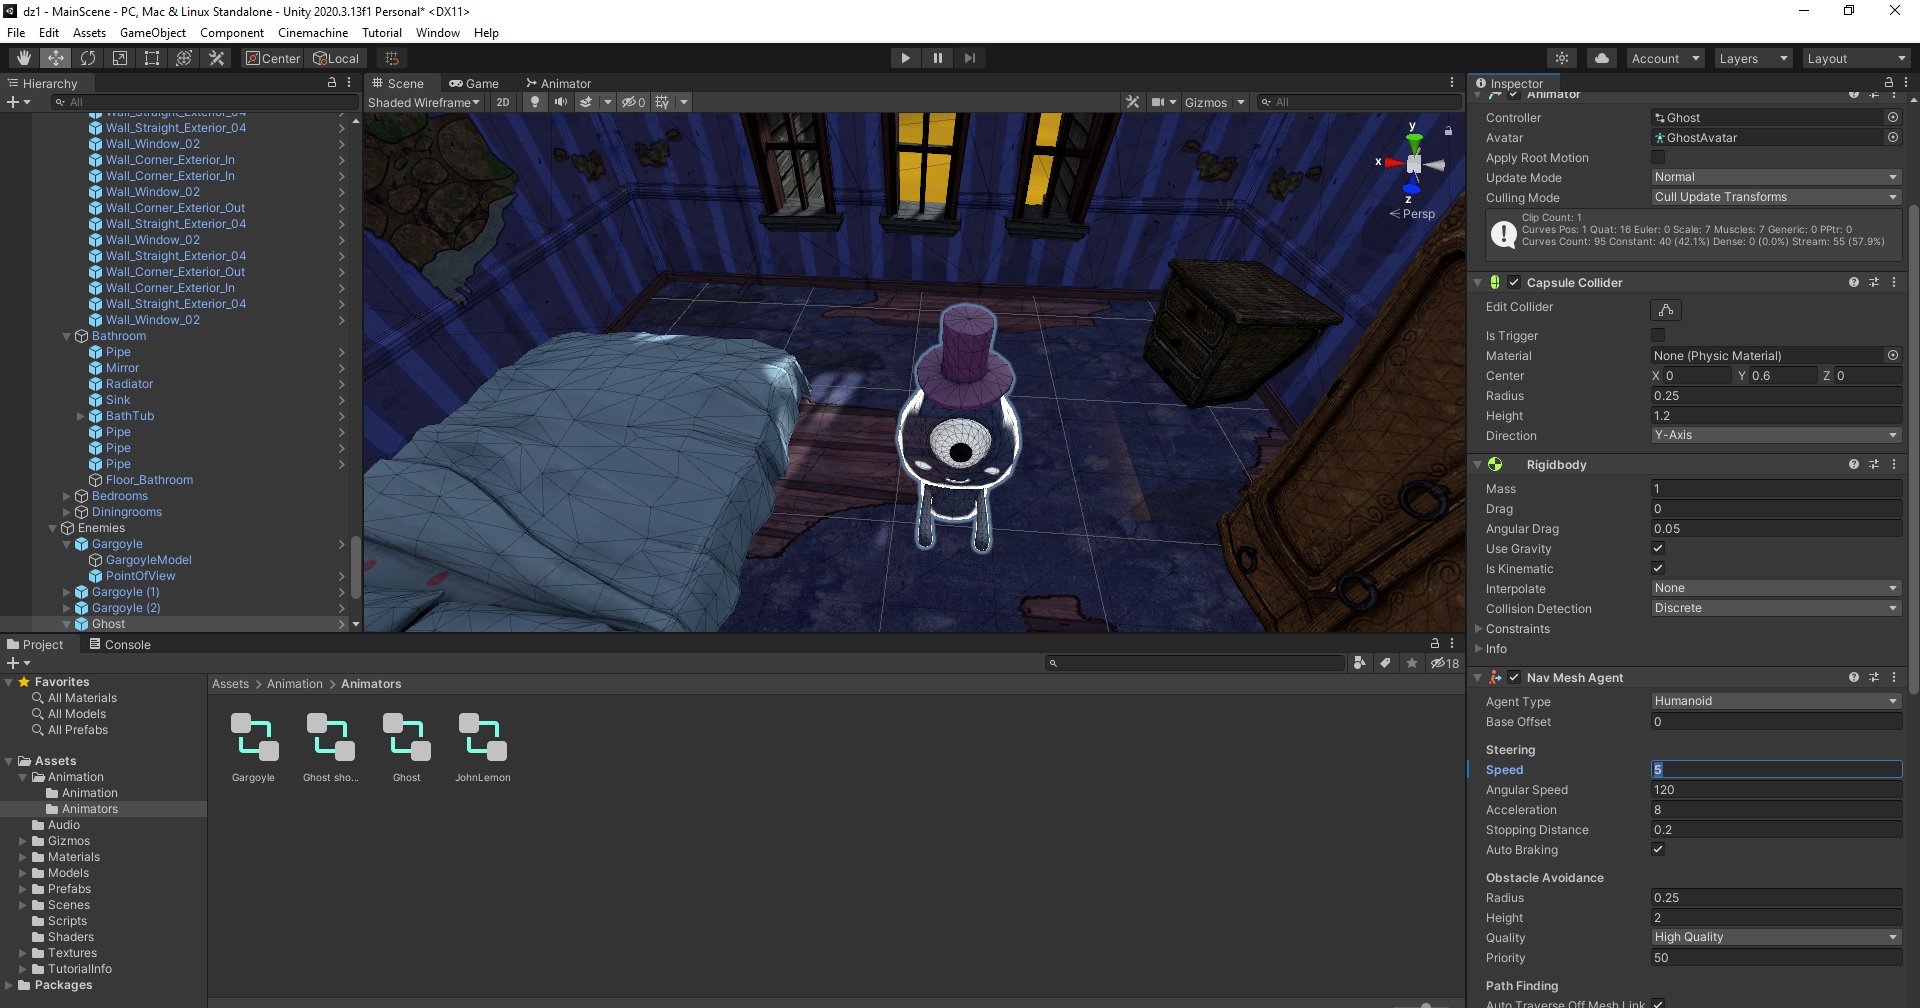 dz1 - MainScene - PC, Mac & Linux Standalone - Unity 2020.3.13f1 Personal* <DX11>
File Edit Assets GameObject Component Cinemachine Tutorial Window Help
Center Local
Account Layers Layout
Hierarchy
All
Wall_Straight_Exterior_04
Wall_Straight_Exterior_04
Wall_Window_02
Wall_Corner_Exterior_In
Wall_Corner_Exterior_In
Wall_Window_02
Wall_Corner_Exterior_Out
Wall_Straight_Exterior_04
Wall_Window_02
Wall_Straight_Exterior_04
Wall_Corner_Exterior_Out
Wall_Corner_Exterior_In
Wall_Straight_Exterior_04
Wall_Window_02
Bathroom
Pipe
Mirror
Radiator
Sink
BathTub
Pipe
Pipe
Pipe
Floor_Bathroom
Bedrooms
Diningrooms
Enemies
Gargoyle
GargoyleModel
PointOfView
Gargoyle (1)
Gargoyle (2)
Ghost
Scene Game Animator
Shaded Wireframe 2D 0 Gizmos All
y
x
z
Persp
Inspector
Animator
Controller Ghost
Avatar GhostAvatar
Apply Root Motion
Update Mode Normal
Culling Mode Cull Update Transforms
Clip Count: 1
Curves Pos: 1 Quat: 16 Euler: 0 Scale: 7 Muscles: 7 Generic: 0 PPtr: 0
Curves Count: 95 Constant: 40 (42.1%) Dense: 0 (0.0%) Stream: 55 (57.9%)
Capsule Collider
Edit Collider
Is Trigger
Material None (Physic Material)
Center X 0 Y 0.6 Z 0
Radius 0.25
Height 1.2
Direction Y-Axis
Rigidbody
Mass 1
Drag 0
Angular Drag 0.05
Use Gravity
Is Kinematic
Interpolate None
Collision Detection Discrete
Constraints
Info
Nav Mesh Agent
Agent Type Humanoid
Base Offset 0
Steering
Speed 5
Angular Speed 120
Acceleration 8
Stopping Distance 0.2
Auto Braking
Obstacle Avoidance
Radius 0.25
Height 2
Quality High Quality
Priority 50
Path Finding
Auto Traverse Off Mesh Link
Project Console
18
Favorites
All Materials
All Models
All Prefabs
Assets
Animation
Animation
Animators
Audio
Gizmos
Materials
Models
Prefabs
Scenes
Scripts
Shaders
Textures
TutorialInfo
Packages
Assets > Animation > Animators
Gargoyle Ghost sho... Ghost JohnLemon